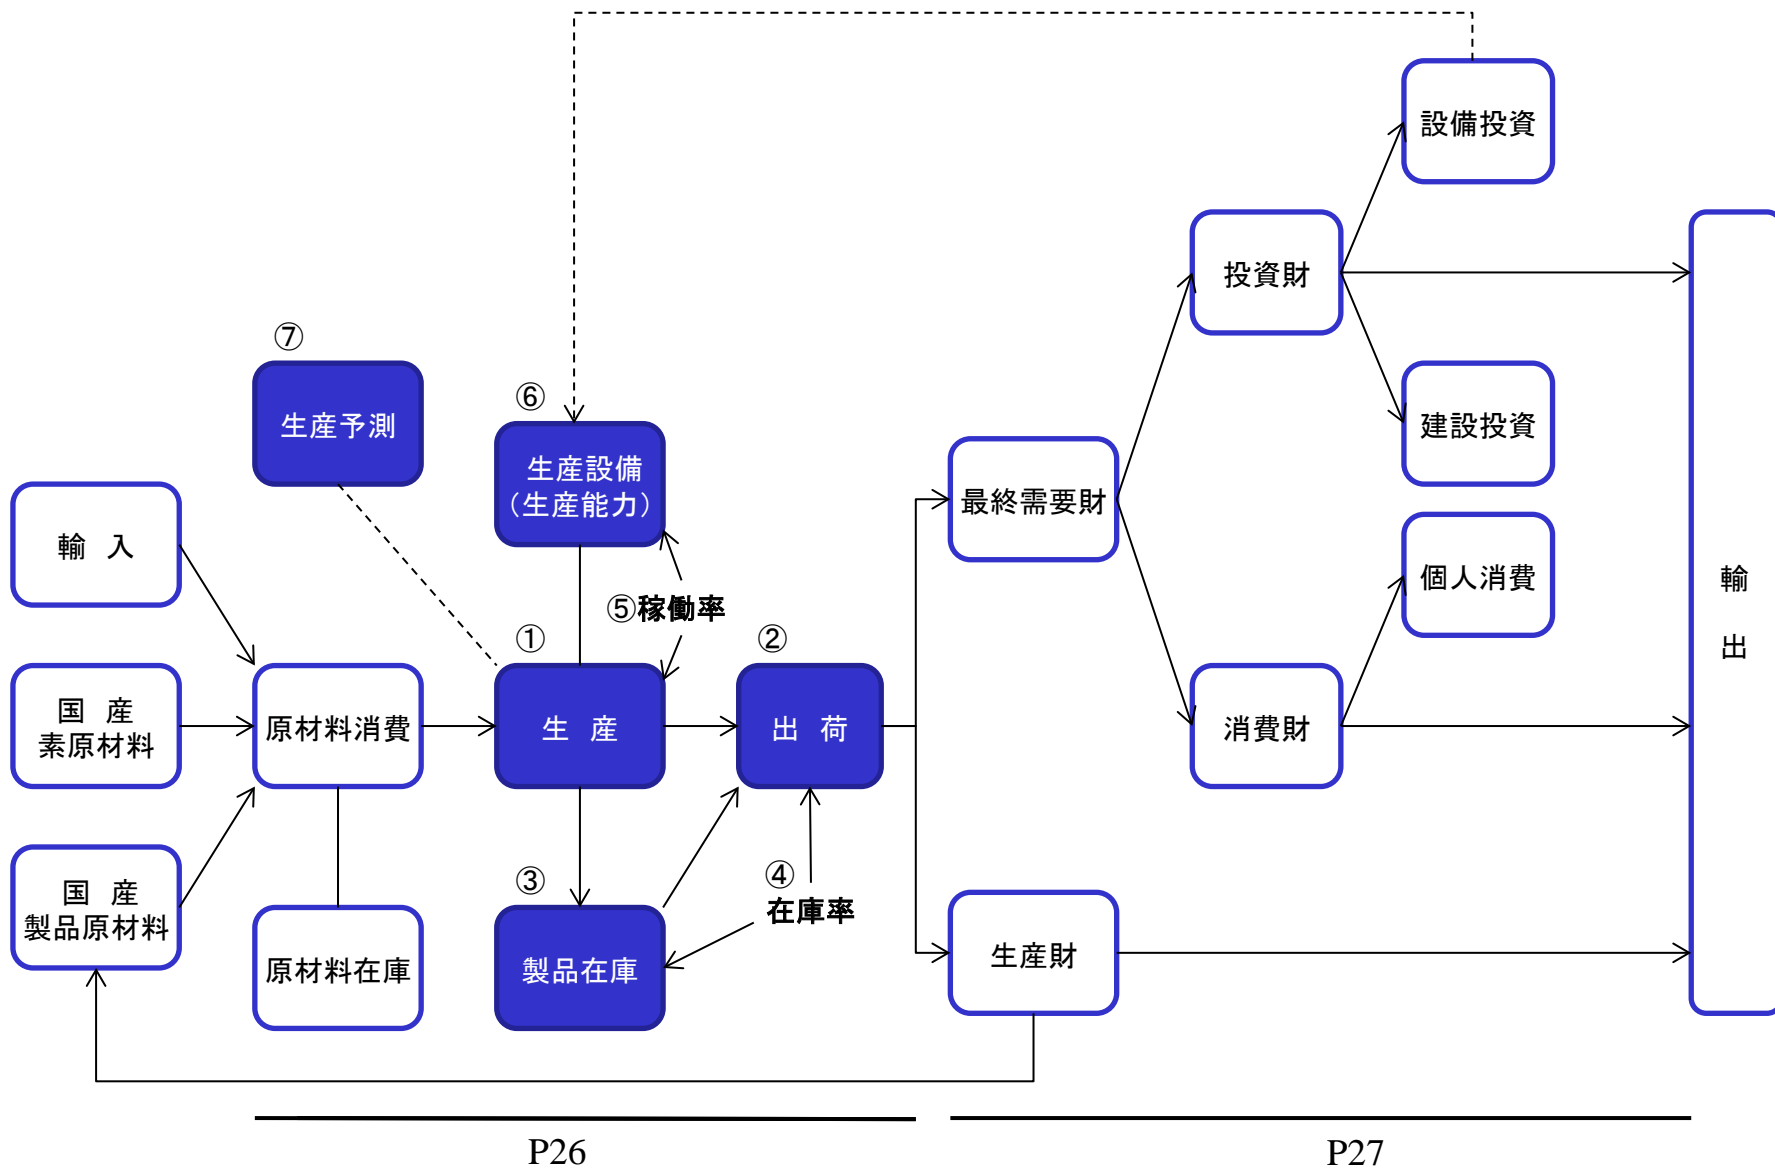 設備投資
投資財
⑦
生産予測
⑥
生産設備
（生産能力）
建設投資
最終需要財
輸 入
⑤稼働率
個人消費
輸
出
①
②
国 産
素原材料
原材料消費
生 産
出 荷
消費財
③
④
在庫率
国 産
製品原材料
原材料在庫
製品在庫
生産財
P26
P27